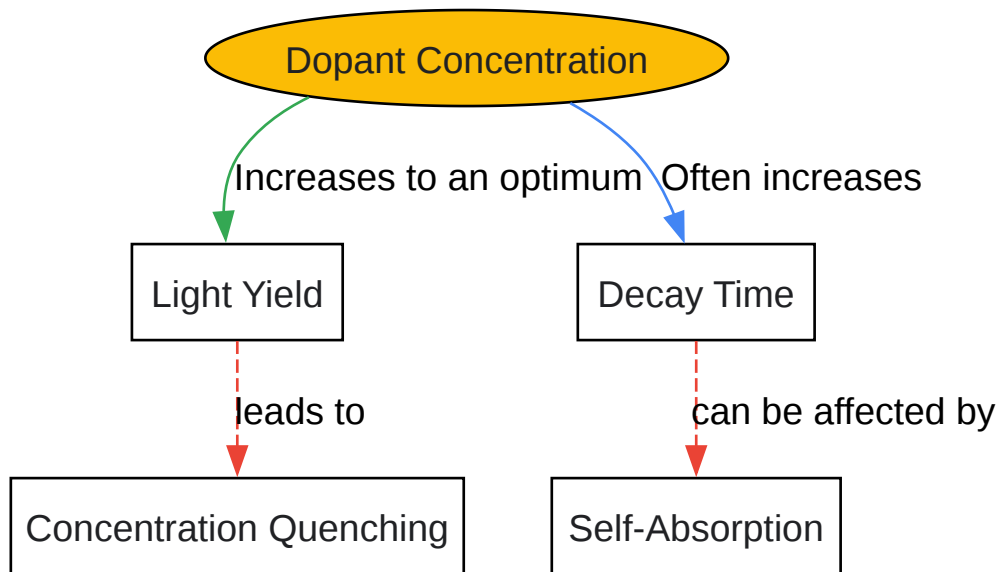 Dopant Concentration
Increases to an optimum
Often increases
Light Yield
Decay Time
leads to
can be affected by
Concentration Quenching
Self-Absorption